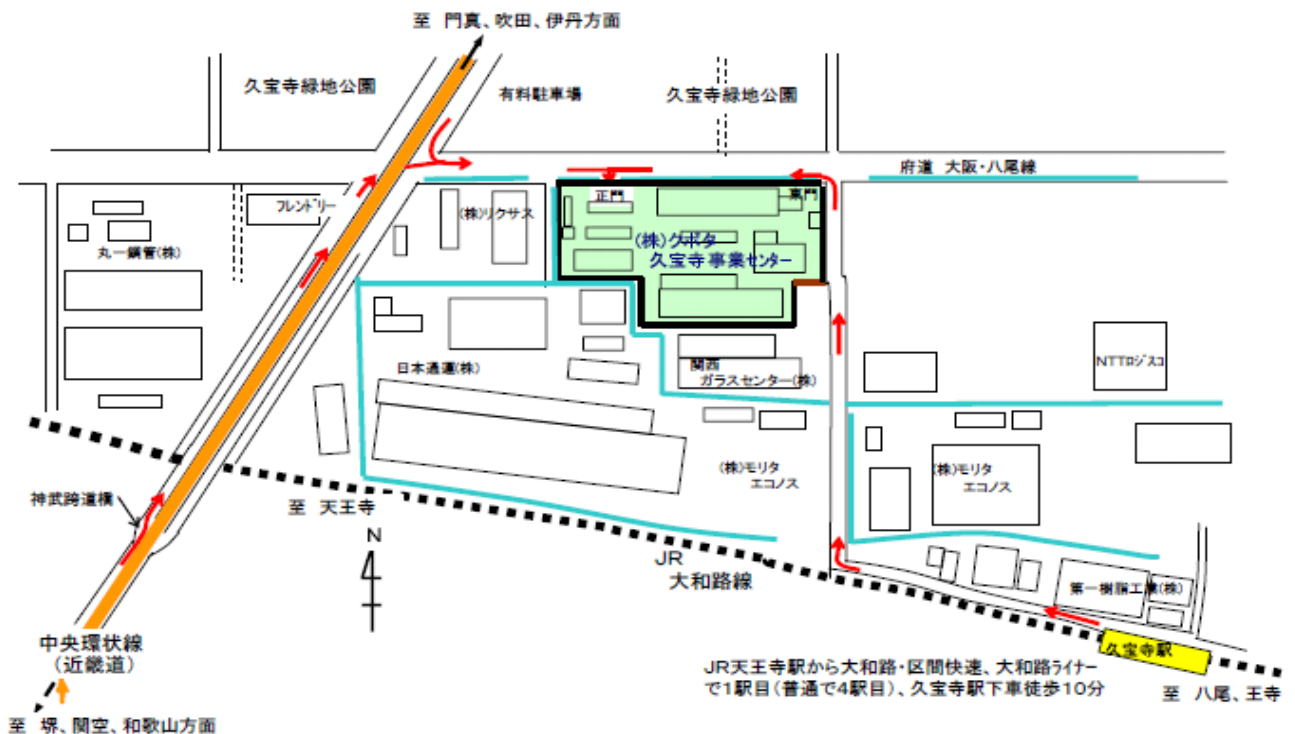 至 門真、吹田、伊丹方面
久宝寺緑地公園
有料駐車場
久宝寺緑地公園
府道 大阪・八尾線
フレンドリー
(株)リクサス
正門
東門
(株)クボタ
久宝寺事業センター
丸一鋼管(株)
日本通運(株)
関西
ガラスセンター(株)
NTTロジスコ
(株)モリタ
エコノス
(株)モリタ
エコノス
神武跨道橋
至 天王寺
N
JR
大和路線
第一樹脂工業(株)
久宝寺駅
中央環状線
(近畿道)
JR天王寺駅から大和路・区間快速、大和路ライナー
で1駅目(普通で4駅目)、久宝寺駅下車徒歩10分
至 八尾、王寺
至 堺、関空、和歌山方面